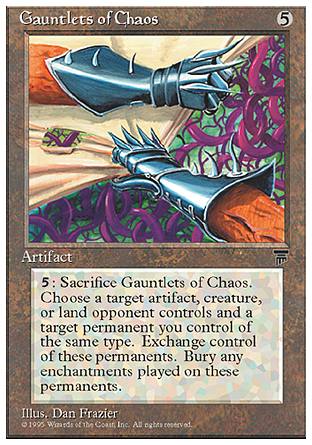 Gauntlets of Chaos 5
Artifact
5: Sacrifice Gauntlets of Chaos.
Choose a target artifact, creature,
or land opponent controls and a
target permanent you control of
the same type. Exchange control
of these permanents. Bury any
enchantments played on these
permanents.
Illus. Dan Frazier
© 1995 Wizards of the Coast, Inc. All rights reserved.